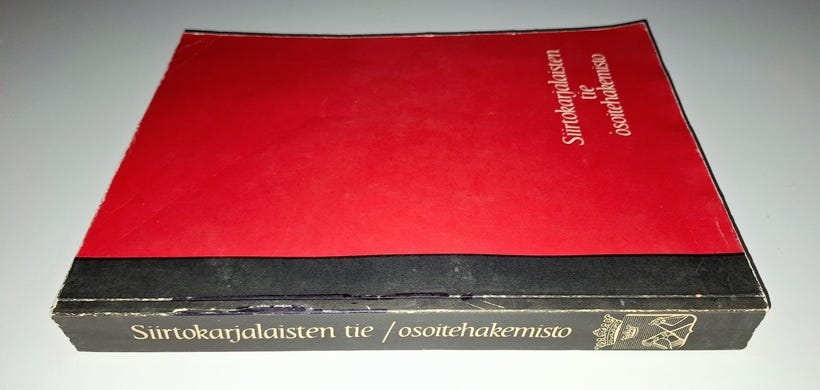 Siirtokarjalaisten
tie
osoitehakemisto
Siirtokarjalaisten tie / osoitehakemisto